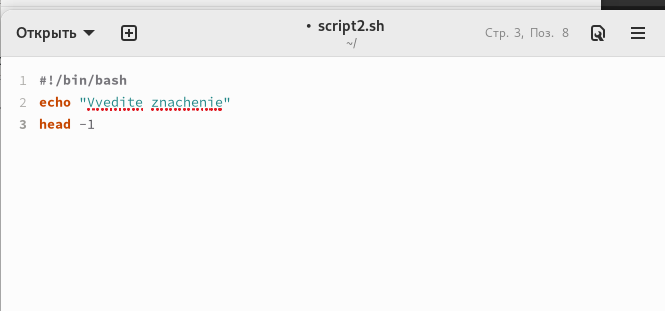 Открыть
• script2.sh
~/
Стр. 3, Поз. 8
1 #!/bin/bash
2 echo "Vvedite znachenie"
3 head -1